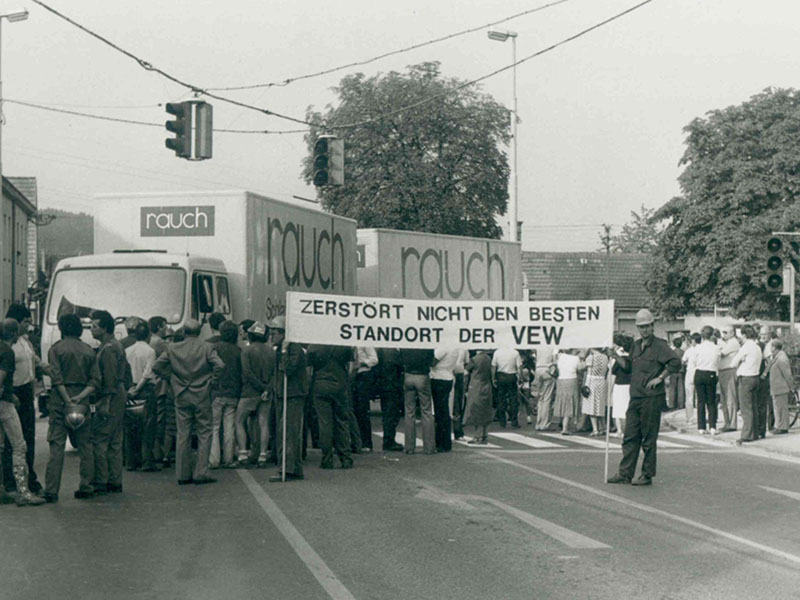 rauch
rauch
rauch
ZERSTÖRT NICHT DEN BESTEN
STANDORT DER VEW